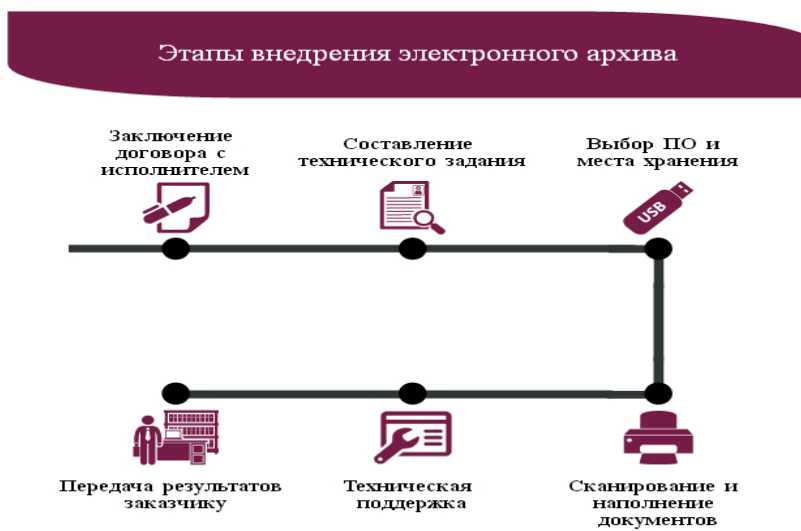 Этапы внедрения электронного архива
Заключение
договора с
исполнителем
Составление
технического задания
Выбор ПО и
места хранения
USB
Передача результатов
заказчику
Техническая
поддержка
Сканирование и
наполнение
документов